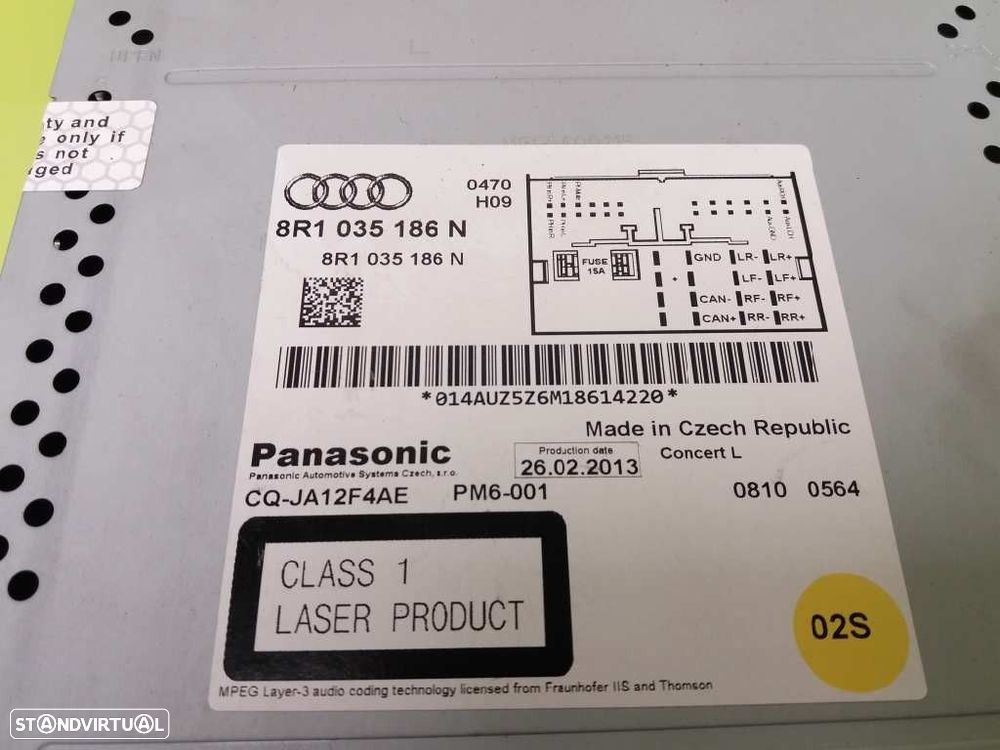 ty and
only if
s not
ged
8R1 035 186 N
8R1 035 186 N
0470
H09
FUSE
15A
+
GND LR- LR+
LF- LF+
CAN- RF- RF+
CAN+ RR- RR+
*014AUZ5Z6M18614220*
Made in Czech Republic
Panasonic
Panasonic Automotive Systems Czech, s.r.o.
Production date
26.02.2013
Concert L
CQ-JA12F4AE PM6-001
0810 0564
CLASS 1
LASER PRODUCT
02S
MPEG Layer-3 audio coding technology licensed from Fraunhofer IIS and Thomson
STANDVIRTUAL